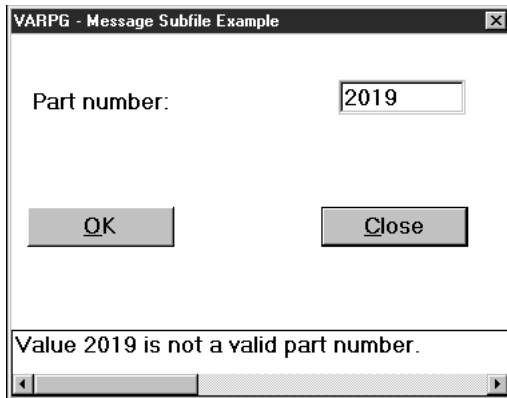 VARPG - Message Subfile Example
Part number: 2019
OK Close
Value 2019 is not a valid part number.